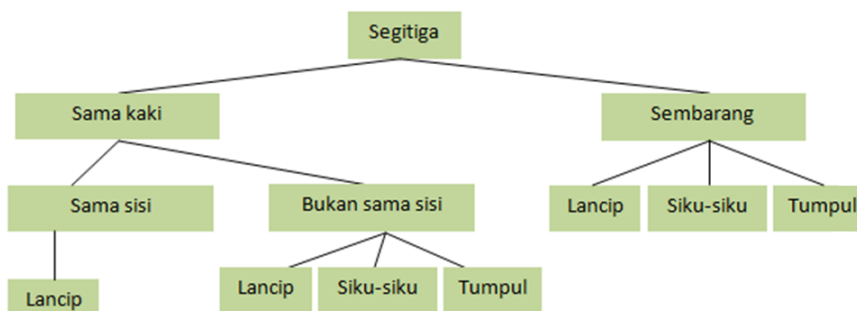 Segitiga
Sama kaki
Sembarang
Sama sisi
Bukan sama sisi
Lancip
Siku-siku
Tumpul
Lancip
Lancip
Siku-siku
Tumpul